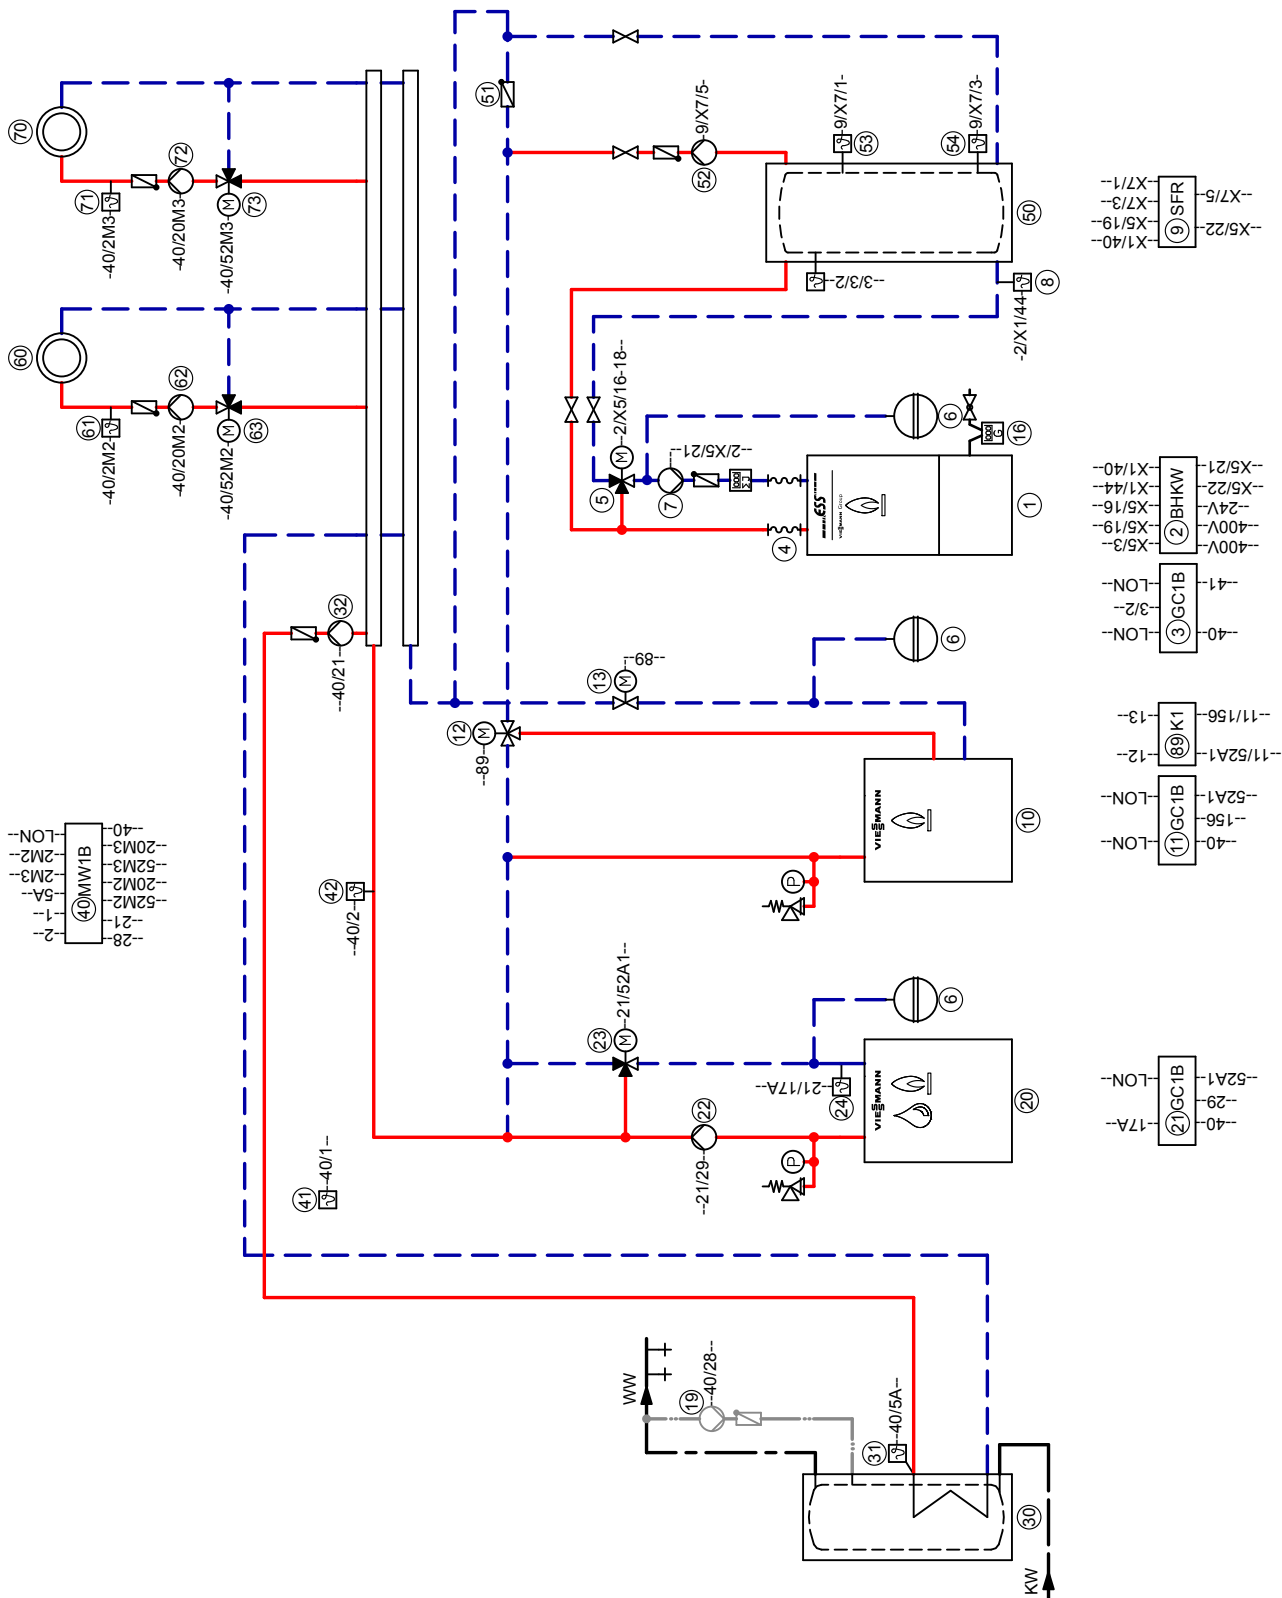 70
71
-40/2M3-
72
-40/20M3-
M
73
-40/52M3-
60
61
-40/2M2-
62
-40/20M2-
M
63
-40/52M2-
51
52
9/X7/5-
53
9/X7/1-
54
9/X7/3-
50
--3/3/2--
8
-2/X1/44--
9 SFR
X7/1--
X7/3--
X5/19--
X1/40--
--X7/5
--X5/22
5
M
--2/X5/16-18--
7
--2/X5/21--
4
6
16
G
ESS
VIESSMANN Group
1
2 BHKW
X1/40--
X1/44--
X5/16--
X5/19--
X5/3--
--X5/21
--X5/22
--24V
--400V
--400V
3 GC1B
LON--
3/2--
LON--
--41
--40
32
--40/21--
13
M
--89--
6
12
M
--89--
VIESSMANN
10
P
89 K1
13--
12--
--11/156
--11/52A1
11 GC1B
LON--
LON--
--52A1
--156
--40
40 MW1B
LON--
2M2--
2M3--
5A--
1--
2--
--40
--20M3
--52M3
--20M2
--52M2
--21
--28
42
--40/2--
23
M
--21/52A1--
22
--21/29--
24
--21/17A--
6
VIESSMANN
20
P
21 GC1B
LON--
17A--
--52A1
--29
--40
41
--40/1--
WW
19
--40/28--
31
--40/5A--
30
KW